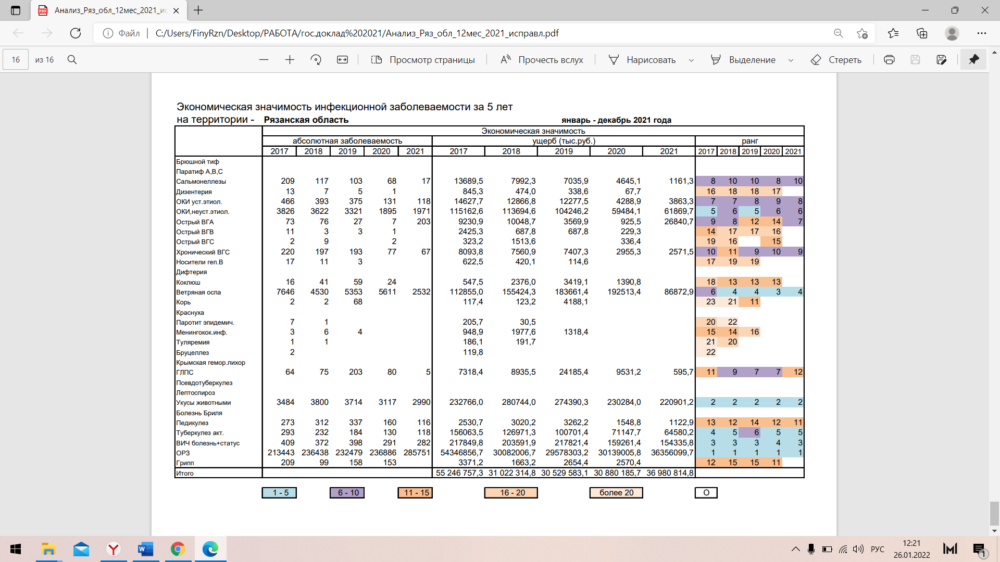 Анализ_Ряз_обл_12мес_2021_ис
Файл C:/Users/FinyRzn/Desktop/РАБОТА/гос.доклад%202021/Анализ_Ряз_обл_12мес_2021_исправл.pdf
16 из 16 Просмотр страницы Прочесть вслух Нарисовать Выделение Стереть
Экономическая значимость инфекционной заболеваемости за 5 лет
на территории - Рязанская область январь - декабрь 2021 года
Экономическая значимость
абсолютная заболеваемость ущерб (тыс.руб.) ранг
2017 2018 2019 2020 2021 2017 2018 2019 2020 2021 2017 2018 2019 2020 2021
Брюшной тиф
Паратиф А,В,С
Сальмонеллезы 209 117 103 68 17 13689,5 7992,3 7035,9 4645,1 1161,3 8 10 10 8 10
Дизентерия 13 7 5 1 845,3 474,0 338,6 67,7 16 18 18 17
ОКИ уст.этиол. 466 393 375 131 118 14627,7 12866,8 12277,5 4288,9 3863,3 7 7 8 9 8
ОКИ,неуст.этиол. 3826 3622 3321 1895 1971 115162,6 113694,6 104246,2 59484,1 61869,7 5 6 5 6 6
Острый ВГА 73 76 27 7 203 9230,9 10048,7 3569,9 925,5 26840,7 9 8 12 14 7
Острый ВГВ 11 3 3 1 2425,3 687,8 687,8 229,3 14 17 17 16
Острый ВГС 2 9 2 323,2 1513,6 336,4 19 16 15
Хронический ВГС 220 197 193 77 67 8093,8 7560,9 7407,3 2955,3 2571,5 10 11 9 10 9
Носители геп.В 17 11 3 622,5 420,1 114,6 17 19 19
Дифтерия
Коклюш 16 41 59 24 547,5 2376,0 3419,1 1390,8 18 13 13 13
Ветряная оспа 7646 4530 5353 5611 2532 112855,0 155424,3 183661,4 192513,4 86872,9 6 4 4 3 4
Корь 2 2 68 117,4 123,2 4188,1 23 21 11
Краснуха
Паротит эпидемич. 7 1 205,7 30,5 20 22
Менингокок.инф. 3 6 4 948,9 1977,6 1318,4 15 14 16
Туляремия 1 1 186,1 191,7 21 20
Бруцеллез 2 119,8 22
Крымская гемор.лихор
ГЛПС 64 75 203 80 5 7318,4 8935,5 24185,4 9531,2 595,7 11 9 7 7 12
Псевдотуберкулез
Лептоспироз
Укусы животными 3484 3800 3714 3117 2990 232766,0 280744,0 274390,3 230284,0 220901,2 2 2 2 2 2
Болезнь Бриля
Педикулез 273 312 337 160 116 2530,7 3020,2 3262,2 1548,8 1122,9 13 12 14 12 11
Туберкулез акт. 293 232 184 130 118 156063,5 126971,3 100701,4 71147,7 64580,2 4 5 6 5 5
ВИЧ болезнь+статус 409 372 398 291 282 217849,8 203591,9 217821,4 159261,4 154335,8 3 3 3 4 3
ОРЗ 213443 236438 232479 236886 285751 54346856,7 30082006,7 29578303,2 30139005,8 36356099,7 1 1 1 1 1
Грипп 209 99 158 153 3371,2 1663,2 2654,4 2570,4 12 15 15 11
Итого 55 246 757,3 31 022 314,8 30 529 583,1 30 880 185,7 36 980 814,8
1 - 5 6 - 10 11 - 15 16 - 20 более 20 О
РУС
12:21
26.01.2022
1